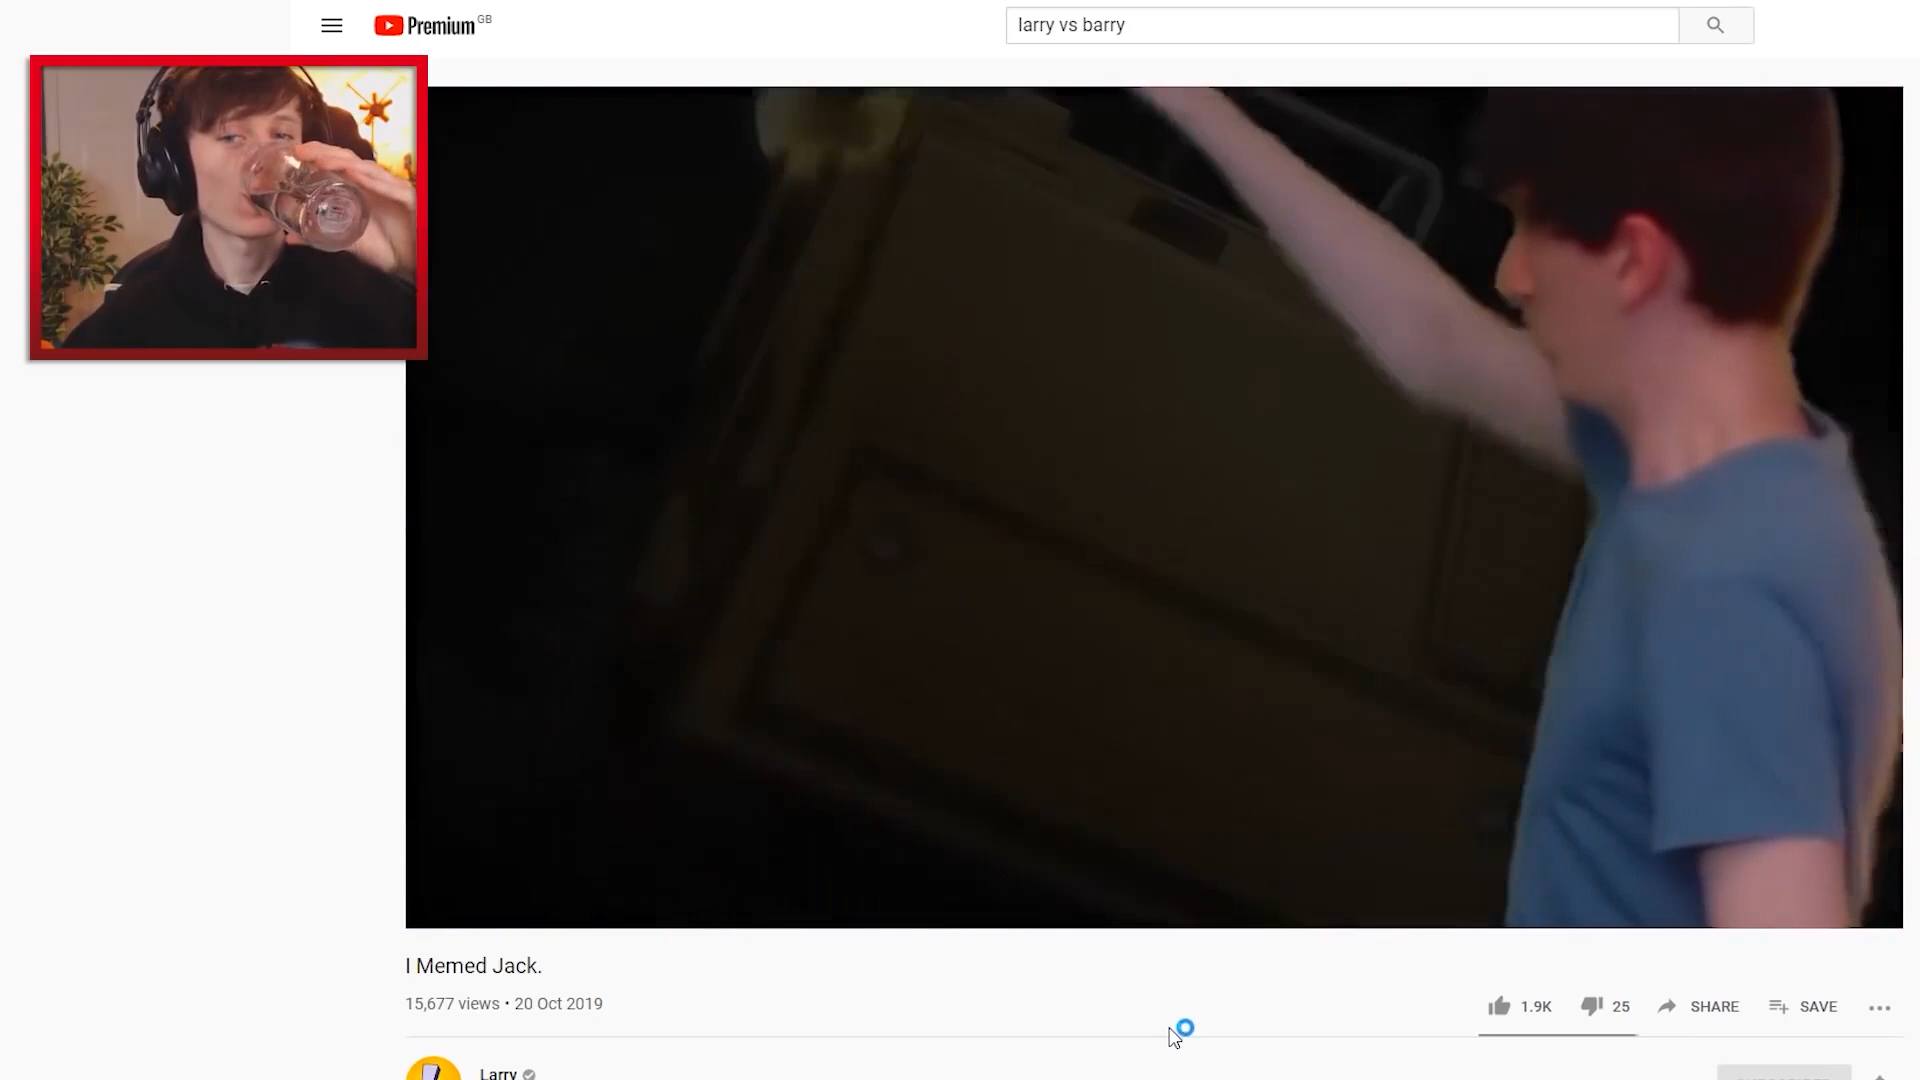 Premium GB
larry vs barry
I Memed Jack.
15,677 views • 20 Oct 2019
1.9K
25
SHARE
SAVE
Larry